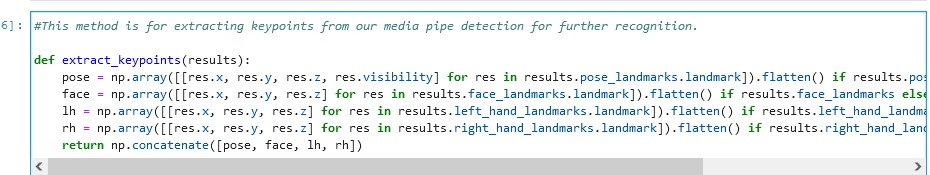 6]: #This method is for extracting keypoints from our media pipe detection for further recognition.
def extract_keypoints(results):
pose = np.array([[res.x, res.y, res.z, res.visibility] for res in results.pose_landmarks.landmark]).flatten() if results.pos
face = np.array([[res.x, res.y, res.z] for res in results.face_landmarks.landmark]).flatten() if results.face_landmarks else
lh = np.array([[res.x, res.y, res.z] for res in results.left_hand_landmarks.landmark]).flatten() if results.left_hand_landma
rh = np.array([[res.x, res.y, res.z] for res in results.right_hand_landmarks.landmark]).flatten() if results.right_hand_land
return np.concatenate([pose, face, lh, rh])